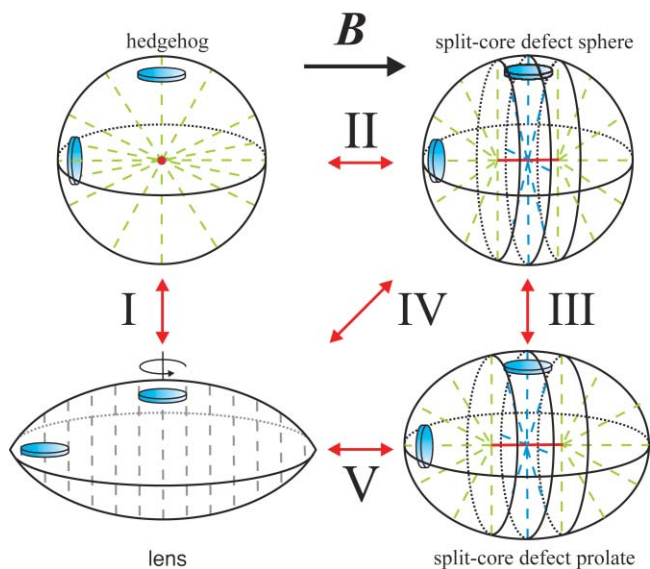 hedgehog
B
split-core defect sphere
II
I
IV
III
V
lens
split-core defect prolate